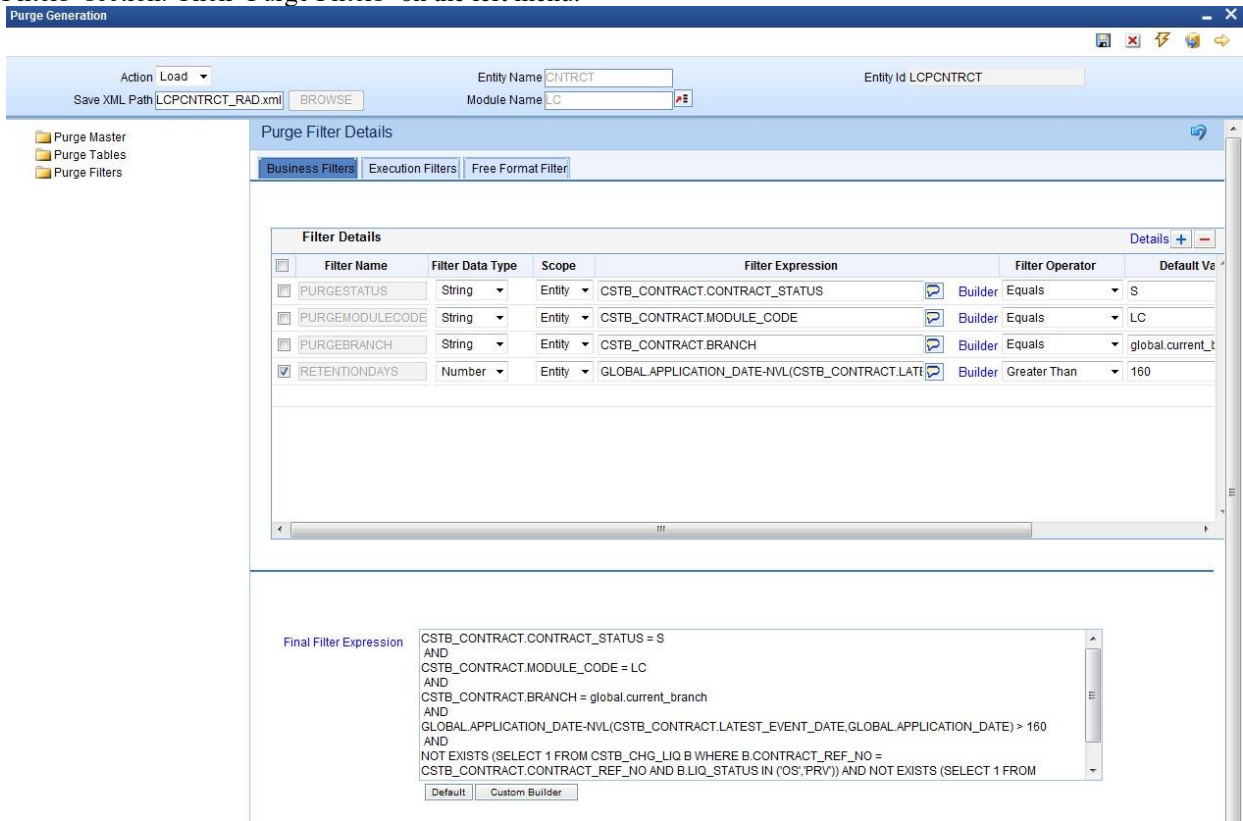 Purge Generation
Action Load Entity Name CNTRCT Entity Id LCPCNTRCT
Save XML Path LCPCNTRCT_RAD.xml BROWSE Module Name LC
Purge Master
Purge Tables
Purge Filters
Purge Filter Details
Business Filters Execution Filters Free Format Filter
Filter Details Details
Filter Name Filter Data Type Scope Filter Expression Filter Operator Default Va
PURGESTATUS String Entity CSTB_CONTRACT.CONTRACT_STATUS Builder Equals S
PURGEMODULECODE String Entity CSTB_CONTRACT.MODULE_CODE Builder Equals LC
PURGEBRANCH String Entity CSTB_CONTRACT.BRANCH Builder Equals global.current_b
RETENTIONDAYS Number Entity GLOBAL.APPLICATION_DATE-NVL(CSTB_CONTRACT.LATE Builder Greater Than 160
Final Filter Expression
CSTB_CONTRACT.CONTRACT_STATUS = S
AND
CSTB_CONTRACT.MODULE_CODE = LC
AND
CSTB_CONTRACT.BRANCH = global.current_branch
AND
GLOBAL.APPLICATION_DATE-NVL(CSTB_CONTRACT.LATEST_EVENT_DATE,GLOBAL.APPLICATION_DATE) > 160
AND
NOT EXISTS (SELECT 1 FROM CSTB_CHG_LIQ B WHERE B.CONTRACT_REF_NO =
CSTB_CONTRACT.CONTRACT_REF_NO AND B.LIQ_STATUS IN ('OS','PRV')) AND NOT EXISTS (SELECT 1 FROM
Default Custom Builder